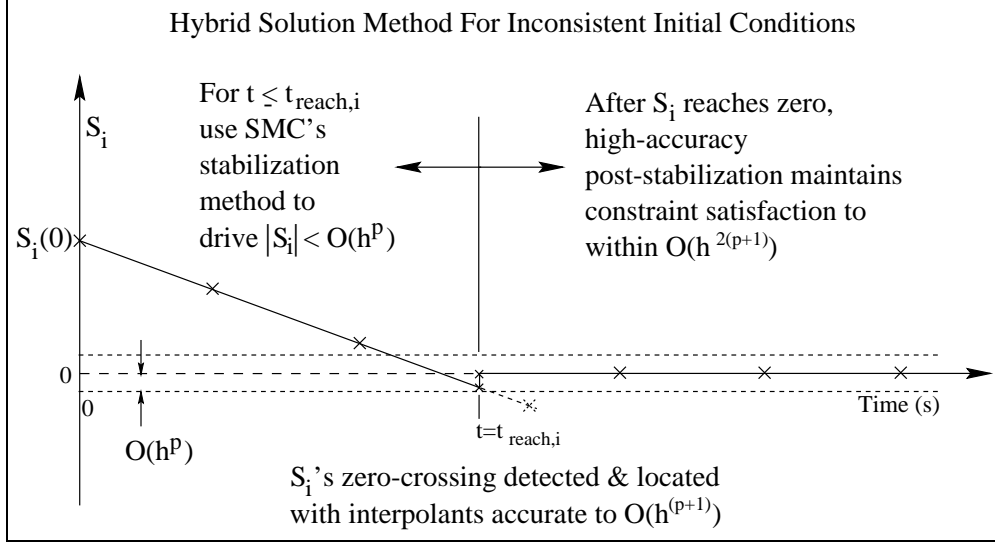 Hybrid Solution Method For Inconsistent Initial Conditions
S_i
For t ≤ t_reach,i
use SMC's
stabilization
method to
drive |S_i| < O(h^p)
After S_i reaches zero,
high-accuracy
post-stabilization maintains
constraint satisfaction to
within O(h^2(p+1))
S_i(0)
0
0
Time (s)
t=t_reach,i
O(h^p)
S_i's zero-crossing detected & located
with interpolants accurate to O(h^(p+1))